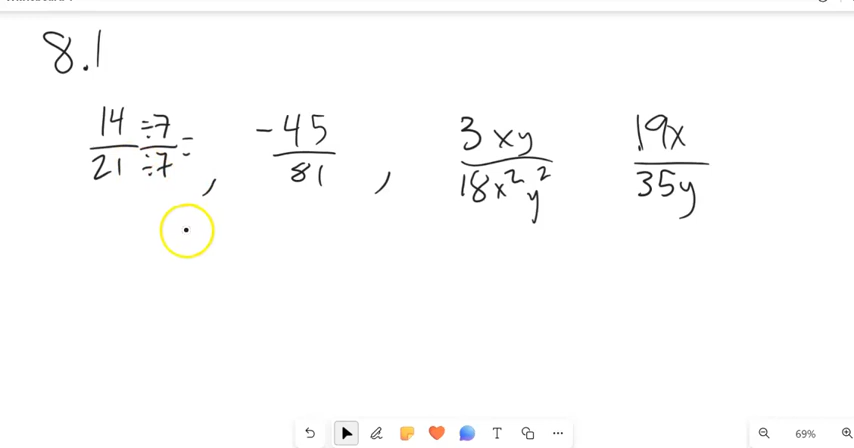 8.1
14/21 ÷7/÷7 = , -45/81 , 3xy/18x²y² 19x/35y
69%